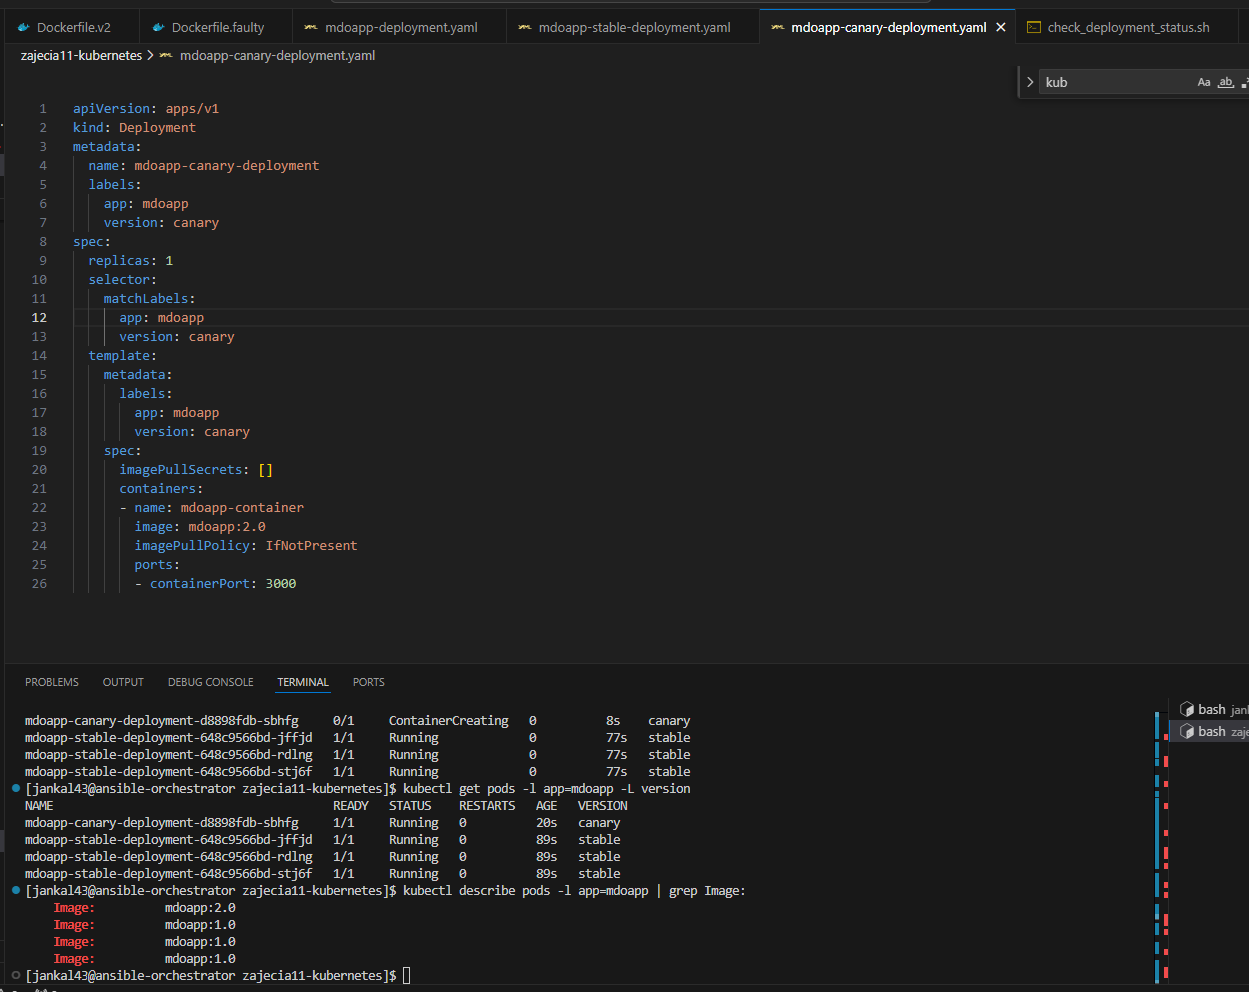 Dockerfile.v2 Dockerfile.faulty mdoapp-deployment.yaml mdoapp-stable-deployment.yaml mdoapp-canary-deployment.yaml check_deployment_status.sh
zajecia11-kubernetes > mdoapp-canary-deployment.yaml
kub Aa ab
1 apiVersion: apps/v1
2 kind: Deployment
3 metadata:
4 name: mdoapp-canary-deployment
5 labels:
6 app: mdoapp
7 version: canary
8 spec:
9 replicas: 1
10 selector:
11 matchLabels:
12 app: mdoapp
13 version: canary
14 template:
15 metadata:
16 labels:
17 app: mdoapp
18 version: canary
19 spec:
20 imagePullSecrets: []
21 containers:
22 - name: mdoapp-container
23 image: mdoapp:2.0
24 imagePullPolicy: IfNotPresent
25 ports:
26 - containerPort: 3000
PROBLEMS OUTPUT DEBUG CONSOLE TERMINAL PORTS
mdoapp-canary-deployment-d8898fdb-sbhfg 0/1 ContainerCreating 0 8s canary
mdoapp-stable-deployment-648c9566bd-jffjd 1/1 Running 0 77s stable
mdoapp-stable-deployment-648c9566bd-rdlng 1/1 Running 0 77s stable
mdoapp-stable-deployment-648c9566bd-stj6f 1/1 Running 0 77s stable
[jankal43@ansible-orchestrator zajecia11-kubernetes]$ kubectl get pods -l app=mdoapp -L version
NAME READY STATUS RESTARTS AGE VERSION
mdoapp-canary-deployment-d8898fdb-sbhfg 1/1 Running 0 20s canary
mdoapp-stable-deployment-648c9566bd-jffjd 1/1 Running 0 89s stable
mdoapp-stable-deployment-648c9566bd-rdlng 1/1 Running 0 89s stable
mdoapp-stable-deployment-648c9566bd-stj6f 1/1 Running 0 89s stable
[jankal43@ansible-orchestrator zajecia11-kubernetes]$ kubectl describe pods -l app=mdoapp | grep Image:
Image: mdoapp:2.0
Image: mdoapp:1.0
Image: mdoapp:1.0
Image: mdoapp:1.0
[jankal43@ansible-orchestrator zajecia11-kubernetes]$
bash jank
bash zaje